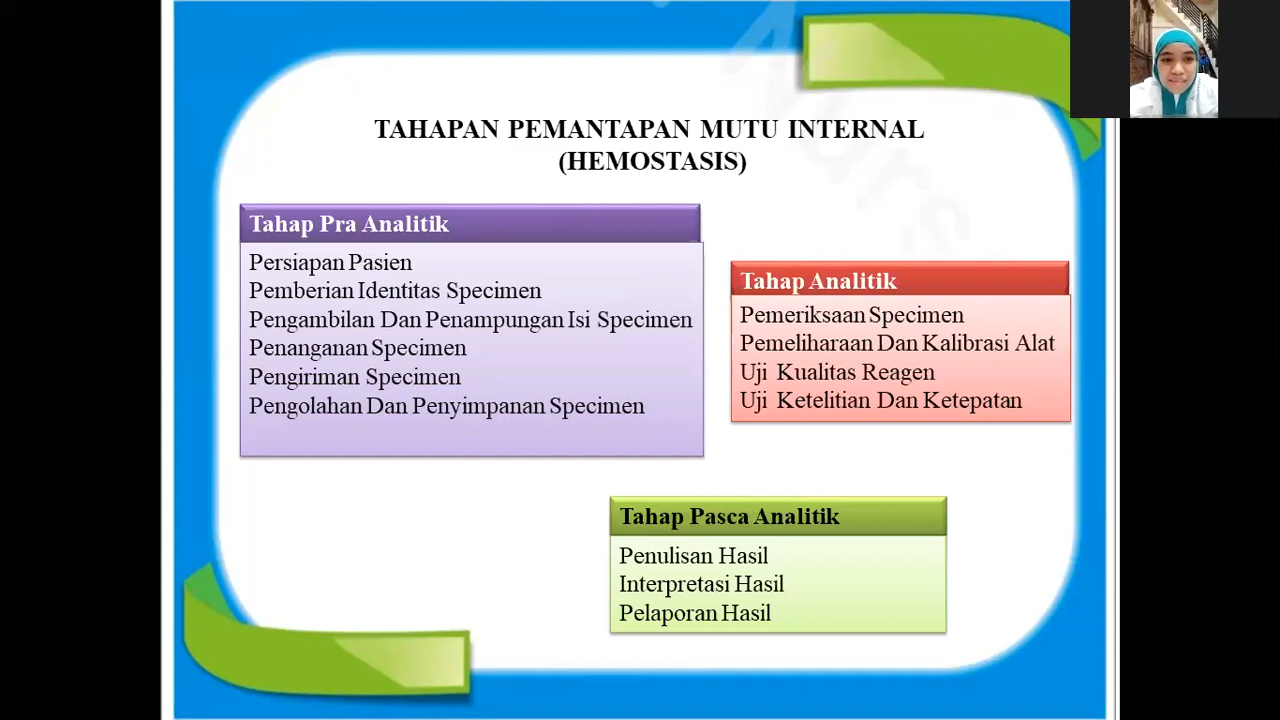 TAHAPAN PEMANTAPAN MUTU INTERNAL
(HEMOSTASIS)
Tahap Pra Analitik
Persiapan Pasien
Pemberian Identitas Specimen
Pengambilan Dan Penampungan Isi Specimen
Penanganan Specimen
Pengiriman Specimen
Pengolahan Dan Penyimpanan Specimen
Tahap Analitik
Pemeriksaan Specimen
Pemeliharaan Dan Kalibrasi Alat
Uji Kualitas Reagen
Uji Ketelitian Dan Ketepatan
Tahap Pasca Analitik
Penulisan Hasil
Interpretasi Hasil
Pelaporan Hasil